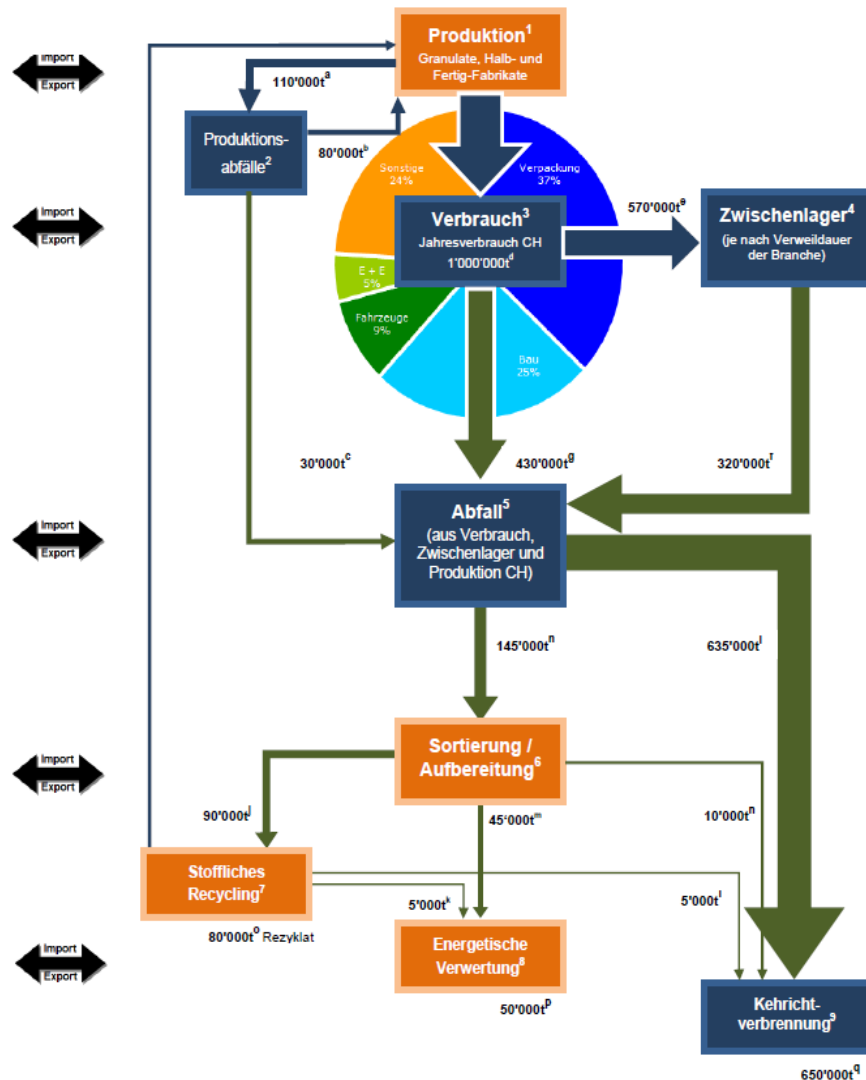 Produktion¹
Granulate, Halb- und
Fertig-Fabrikate
Import
Export
110'000tᵃ
Produktions-
abfälle²
80'000tᵇ
Sonstige
24%
Verpackung
37%
Import
Export
Verbrauch³
Jahresverbrauch CH
1'000'000tᵈ
570'000tᵉ
Zwischenlager⁴
(je nach Verweildauer
der Branche)
E + E
5%
Fahrzeuge
9%
Bau
25%
30'000tᶜ
430'000tᵍ
320'000tᶠ
Import
Export
Abfall⁵
(aus Verbrauch,
Zwischenlager und
Produktion CH)
145'000tⁿ
635'000tⁱ
Import
Export
Sortierung /
Aufbereitung⁶
90'000tʲ
45'000tᵐ
10'000tⁿ
Stoffliches
Recycling⁷
5'000tᵏ
5'000tˡ
80'000tᵒ Rezyklat
Import
Export
Energetische
Verwertung⁸
50'000tᵖ
Kehricht-
verbrennung⁹
650'000t^q